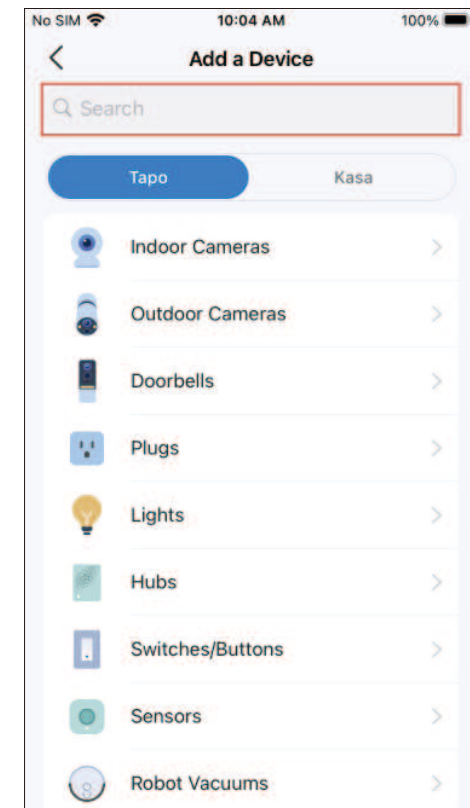 No SIM 10:04 AM 100%
Add a Device
Search
Tapo Kasa
Indoor Cameras
Outdoor Cameras
Doorbells
Plugs
Lights
Hubs
Switches/Buttons
Sensors
Robot Vacuums